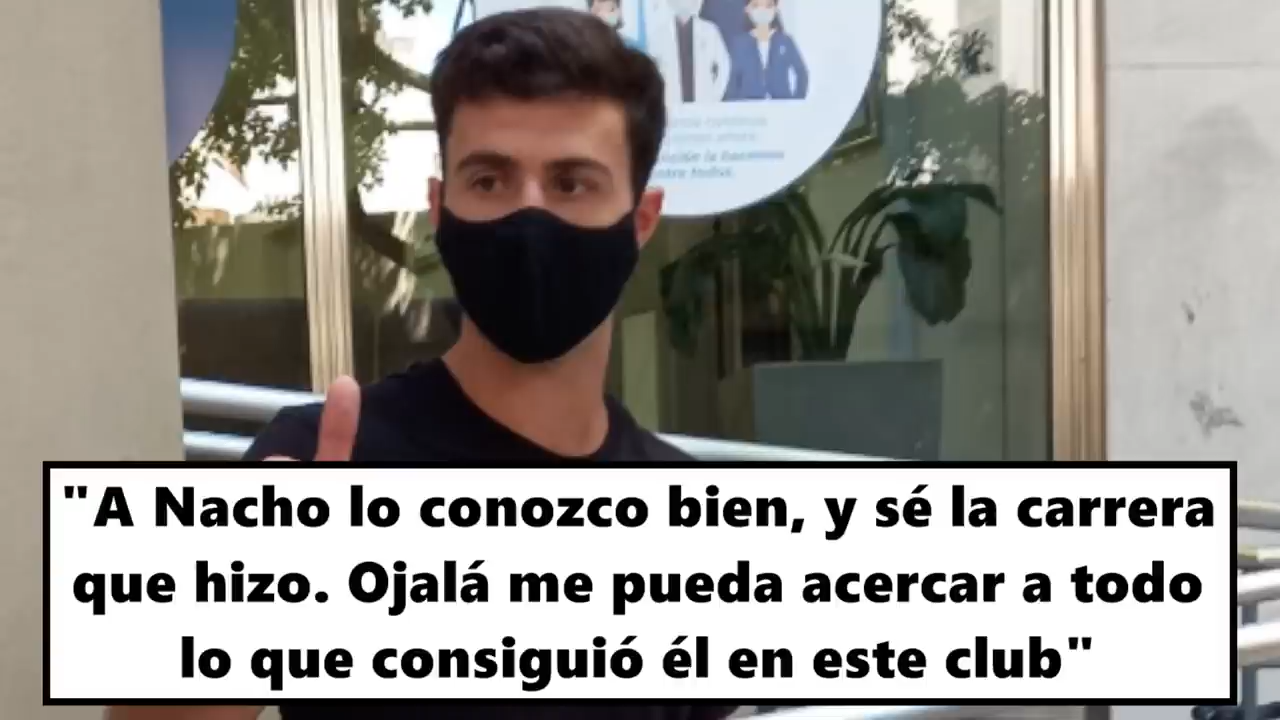 "A Nacho lo conozco bien, y sé la carrera
que hizo. Ojalá me pueda acercar a todo
lo que consiguió él en este club"